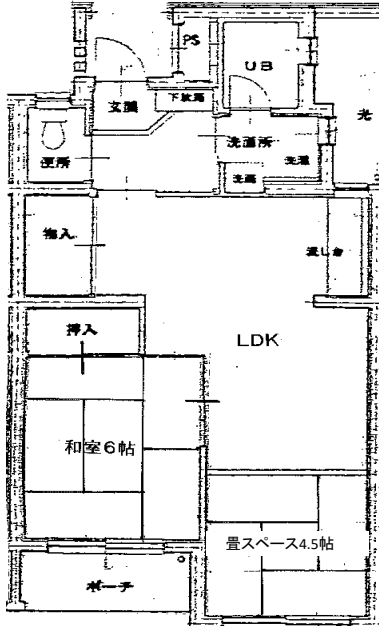 PS
UB
玄関
下駄箱
光
便所
洗面所
洗濯
洗面
物入
流し台
押入
LDK
和室6帖
畳スペース4.5帖
ポーチ